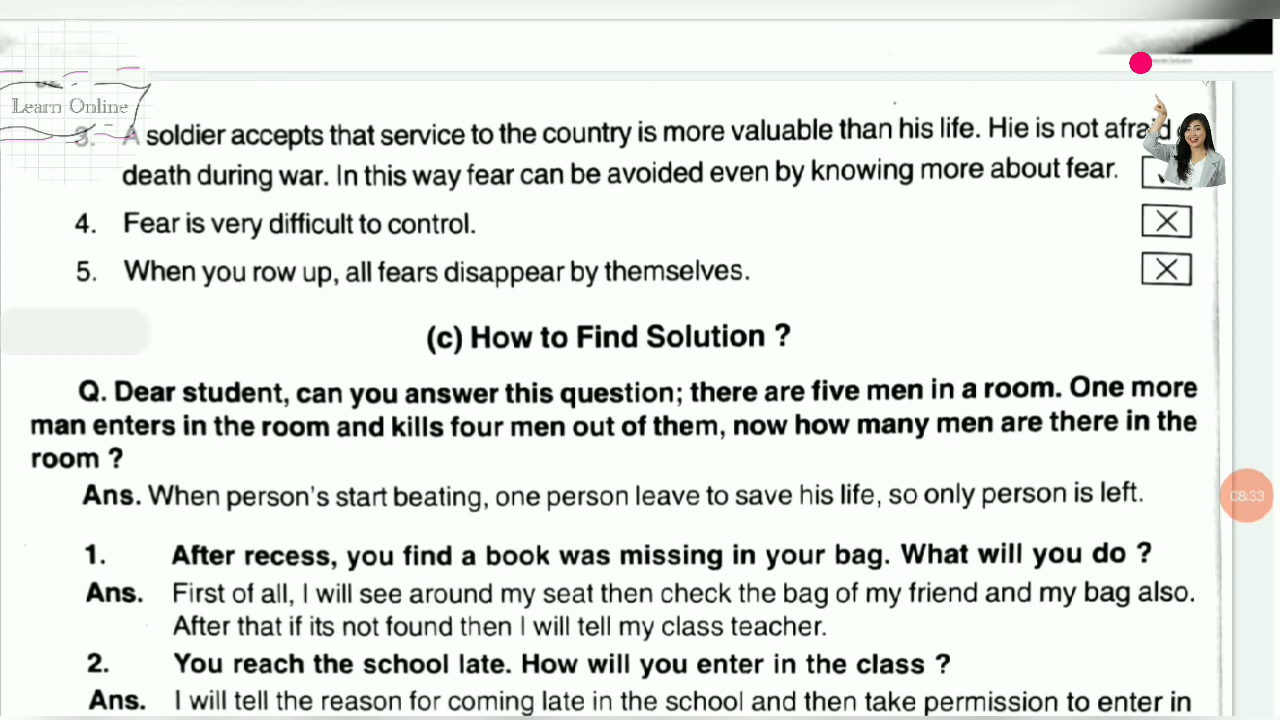 Learn Online
3. A soldier accepts that service to the country is more valuable than his life. Hie is not afraid
death during war. In this way fear can be avoided even by knowing more about fear.
4. Fear is very difficult to control.
5. When you row up, all fears disappear by themselves.
(c) How to Find Solution ?
Q. Dear student, can you answer this question; there are five men in a room. One more
man enters in the room and kills four men out of them, now how many men are there in the
room ?
Ans. When person's start beating, one person leave to save his life, so only person is left.
1. After recess, you find a book was missing in your bag. What will you do ?
Ans. First of all, I will see around my seat then check the bag of my friend and my bag also.
After that if its not found then I will tell my class teacher.
2. You reach the school late. How will you enter in the class ?
Ans. I will tell the reason for coming late in the school and then take permission to enter in
08:33